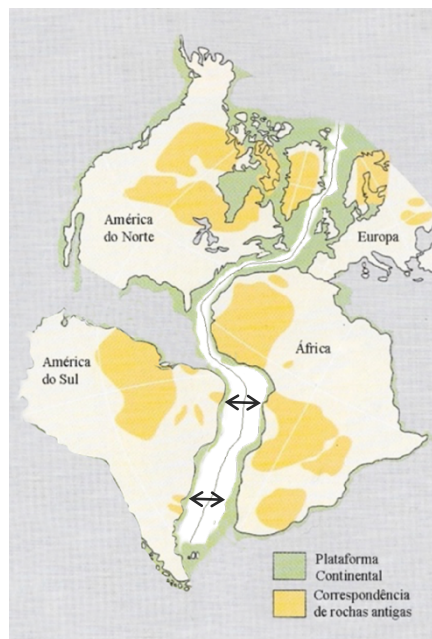 América
do Norte
Europa
América
do Sul
África
Plataforma
Continental
Correspondência
de rochas antigas